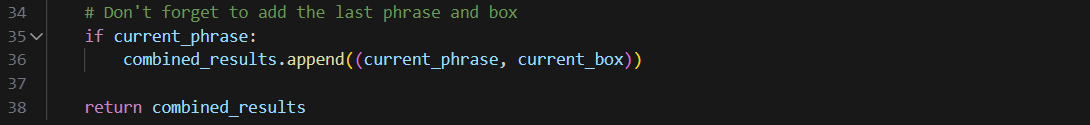 34 # Don't forget to add the last phrase and box
35 if current_phrase:
36 combined_results.append((current_phrase, current_box))
37
38 return combined_results